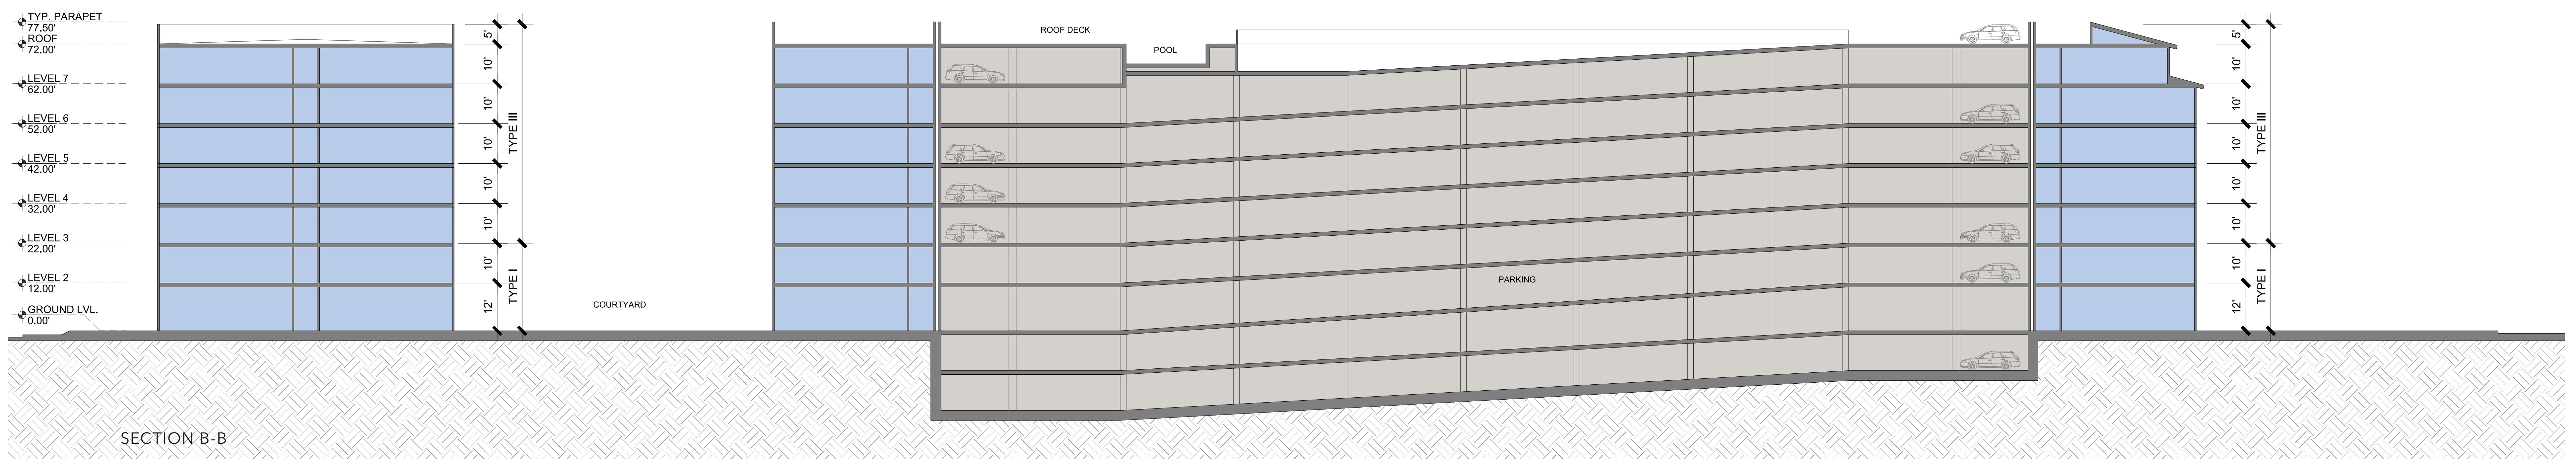 TYP. PARAPET
77.50'
ROOF
72.00'
LEVEL 7
62.00'
LEVEL 6
52.00'
LEVEL 5
42.00'
LEVEL 4
32.00'
LEVEL 3
22.00'
LEVEL 2
12.00'
GROUND LVL.
0.00'
5'
10'
10'
10'
10'
10'
10'
12'
TYPE III
TYPE I
COURTYARD
ROOF DECK
POOL
PARKING
5'
10'
10'
10'
10'
10'
10'
12'
TYPE III
TYPE I
SECTION B-B